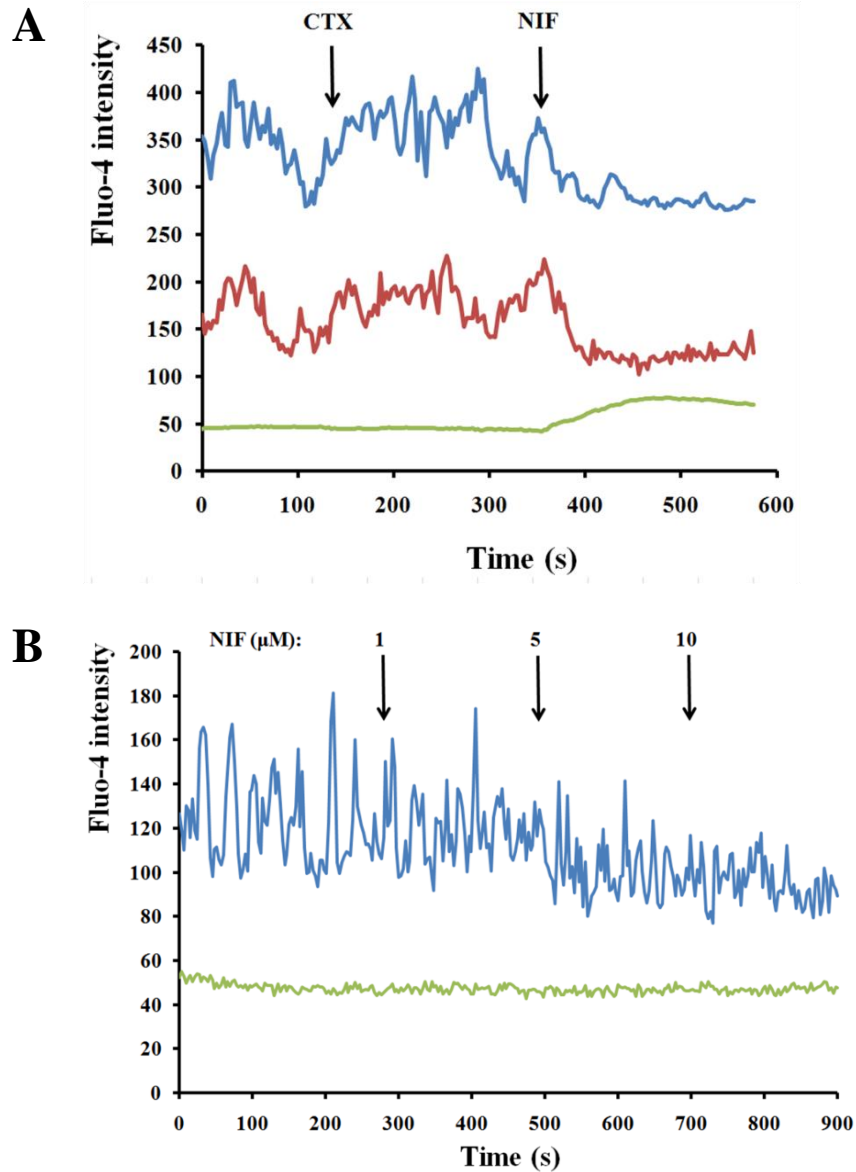 A
CTX NIF
Fluo-4 intensity
450
400
350
300
250
200
150
100
50
0
0 100 200 300 400 500 600
Time (s)
B
NIF (μM): 1 5 10
Fluo-4 intensity
200
180
160
140
120
100
80
60
40
20
0
0 100 200 300 400 500 600 700 800 900
Time (s)